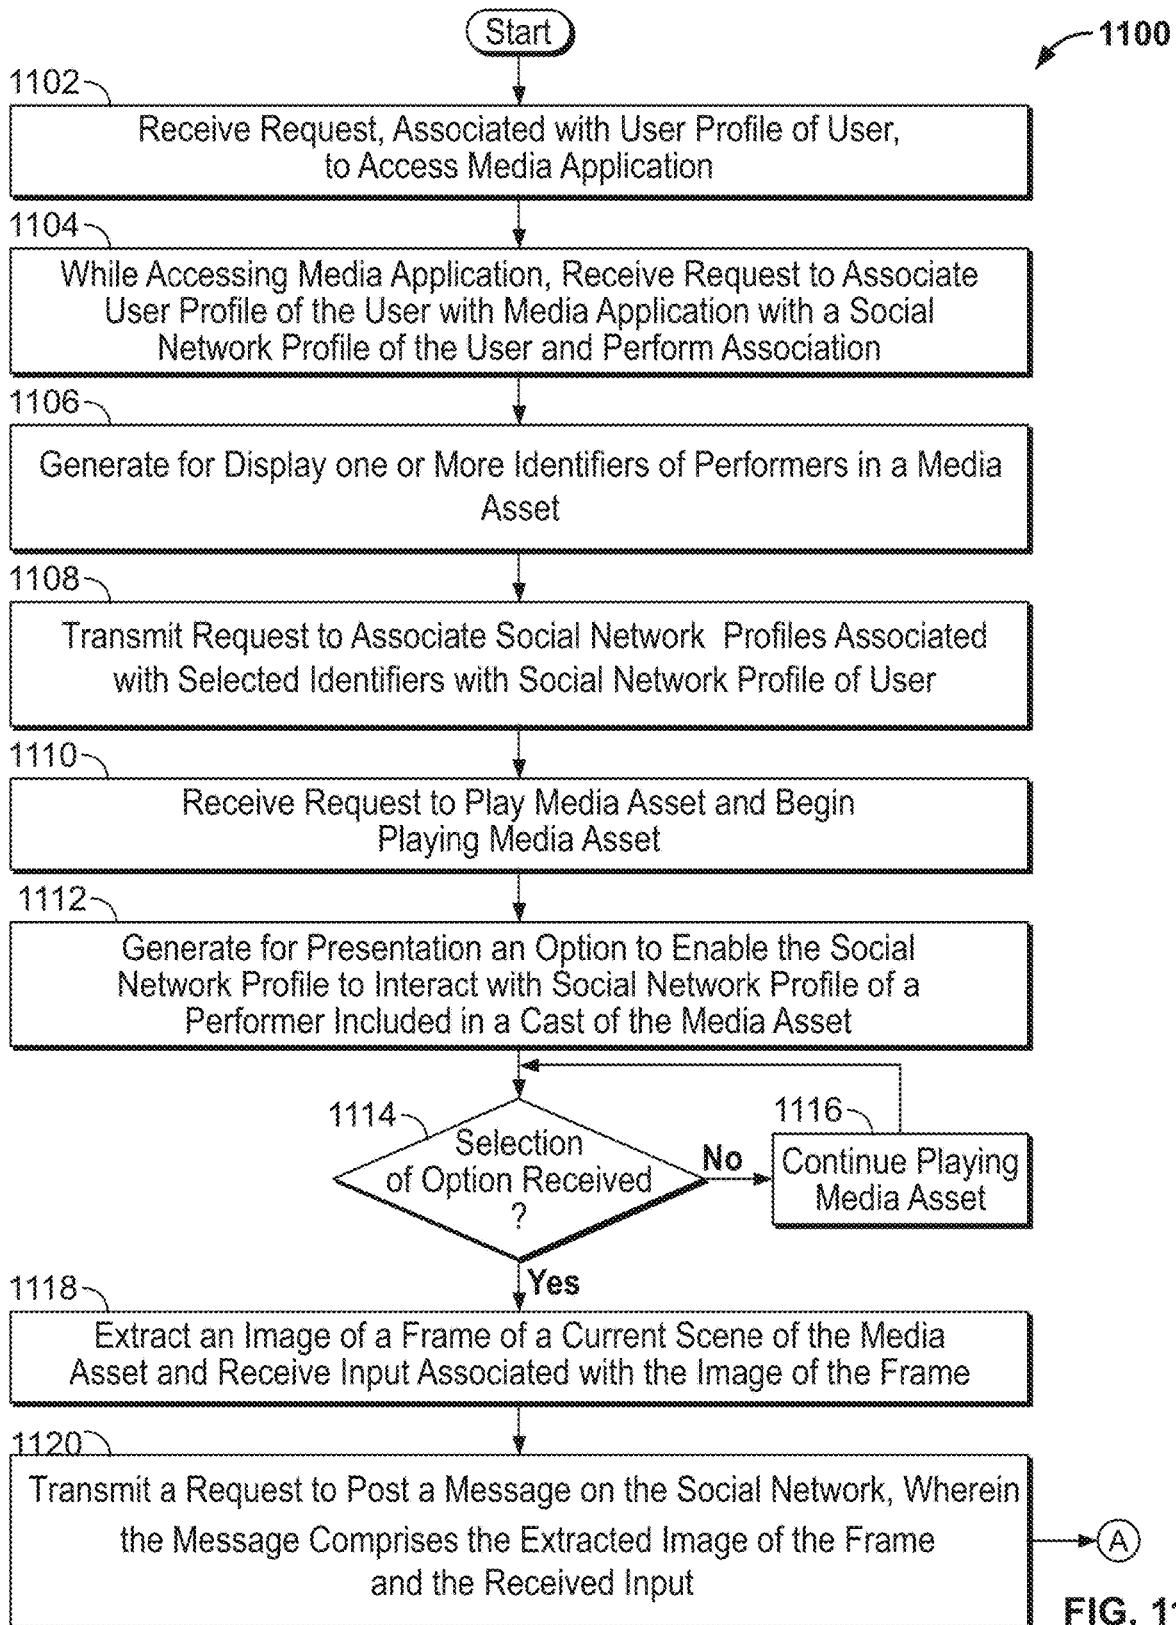 Start
1100
1102
Receive Request, Associated with User Profile of User,
to Access Media Application
1104
While Accessing Media Application, Receive Request to Associate
User Profile of the User with Media Application with a Social
Network Profile of the User and Perform Association
1106
Generate for Display one or More Identifiers of Performers in a Media
Asset
1108
Transmit Request to Associate Social Network Profiles Associated
with Selected Identifiers with Social Network Profile of User
1110
Receive Request to Play Media Asset and Begin
Playing Media Asset
1112
Generate for Presentation an Option to Enable the Social
Network Profile to Interact with Social Network Profile of a
Performer Included in a Cast of the Media Asset
1114
Selection
of Option Received
?
No
1116
Continue Playing
Media Asset
Yes
1118
Extract an Image of a Frame of a Current Scene of the Media
Asset and Receive Input Associated with the Image of the Frame
1120
Transmit a Request to Post a Message on the Social Network, Wherein
the Message Comprises the Extracted Image of the Frame
and the Received Input
A
FIG. 11